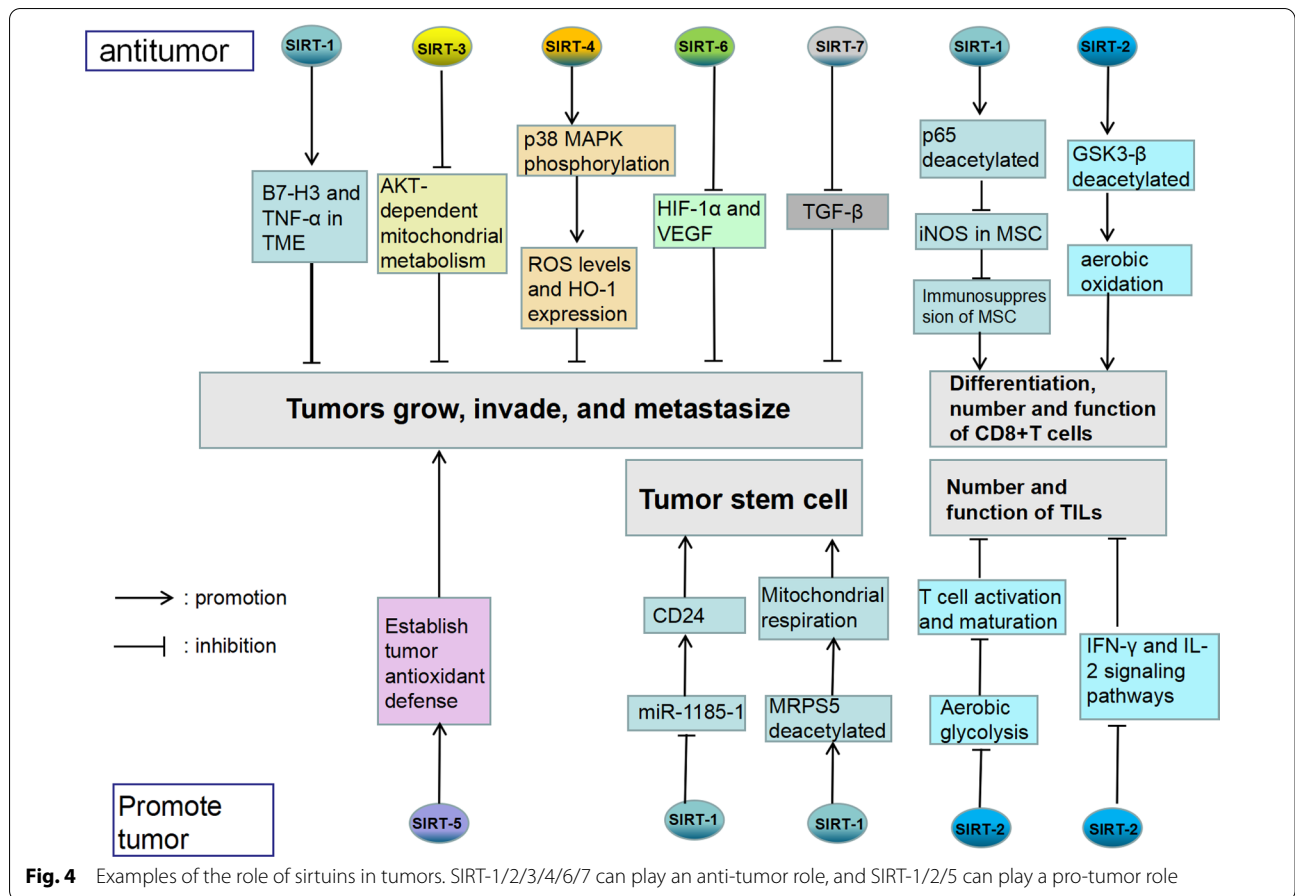 antitumor
SIRT-1
SIRT-3
SIRT-4
SIRT-6
SIRT-7
SIRT-1
SIRT-2
B7-H3 and
TNF-α in
TME
AKT-
dependent
mitochondrial
metabolism
p38 MAPK
phosphorylation
ROS levels
and HO-1
expression
HIF-1α and
VEGF
TGF-β
p65
deacetylated
iNOS in MSC
Immunosuppres
sion of MSC
GSK3-β
deacetylated
aerobic
oxidation
Tumors grow, invade, and metastasize
Differentiation,
number and function
of CD8+T cells
Tumor stem cell
Number and
function of TILs
: promotion
: inhibition
Establish
tumor
antioxidant
defense
CD24
miR-1185-1
Mitochondrial
respiration
MRPS5
deacetylated
T cell activation
and maturation
Aerobic
glycolysis
IFN-γ and IL-
2 signaling
pathways
Promote
tumor
SIRT-5
SIRT-1
SIRT-1
SIRT-2
SIRT-2
Fig. 4 Examples of the role of sirtuins in tumors. SIRT-1/2/3/4/6/7 can play an anti-tumor role, and SIRT-1/2/5 can play a pro-tumor role